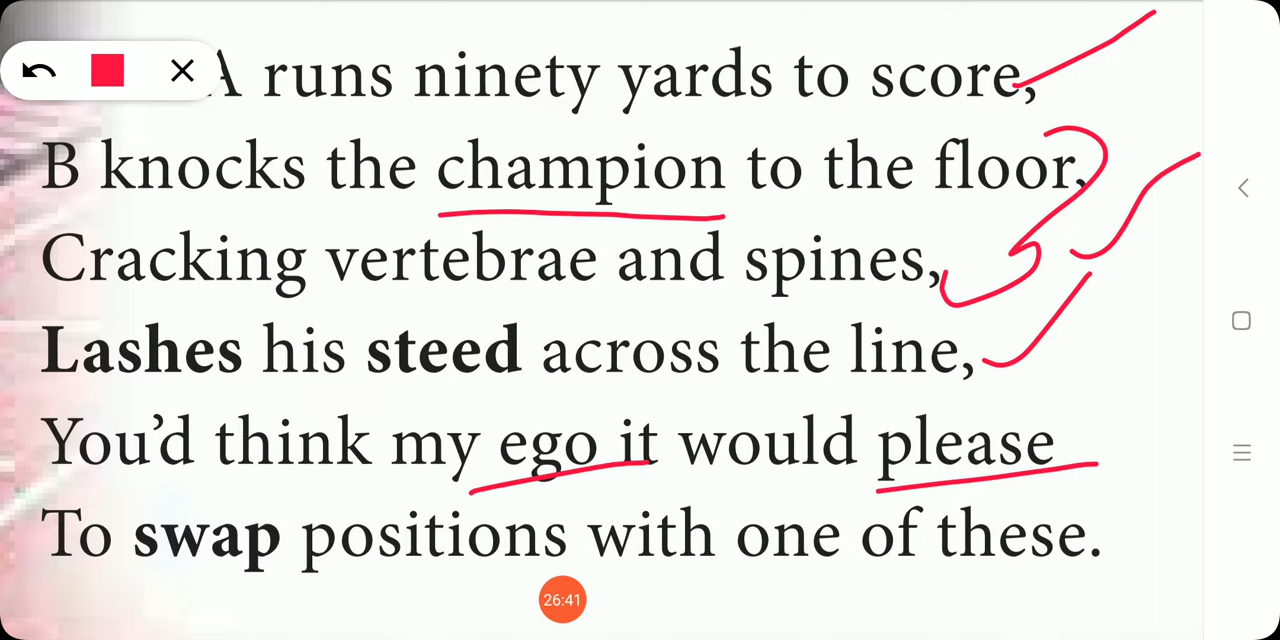 A runs ninety yards to score,
B knocks the champion to the floor,
Cracking vertebrae and spines,
Lashes his steed across the line,
You’d think my ego it would please
To swap positions with one of these.
26:41